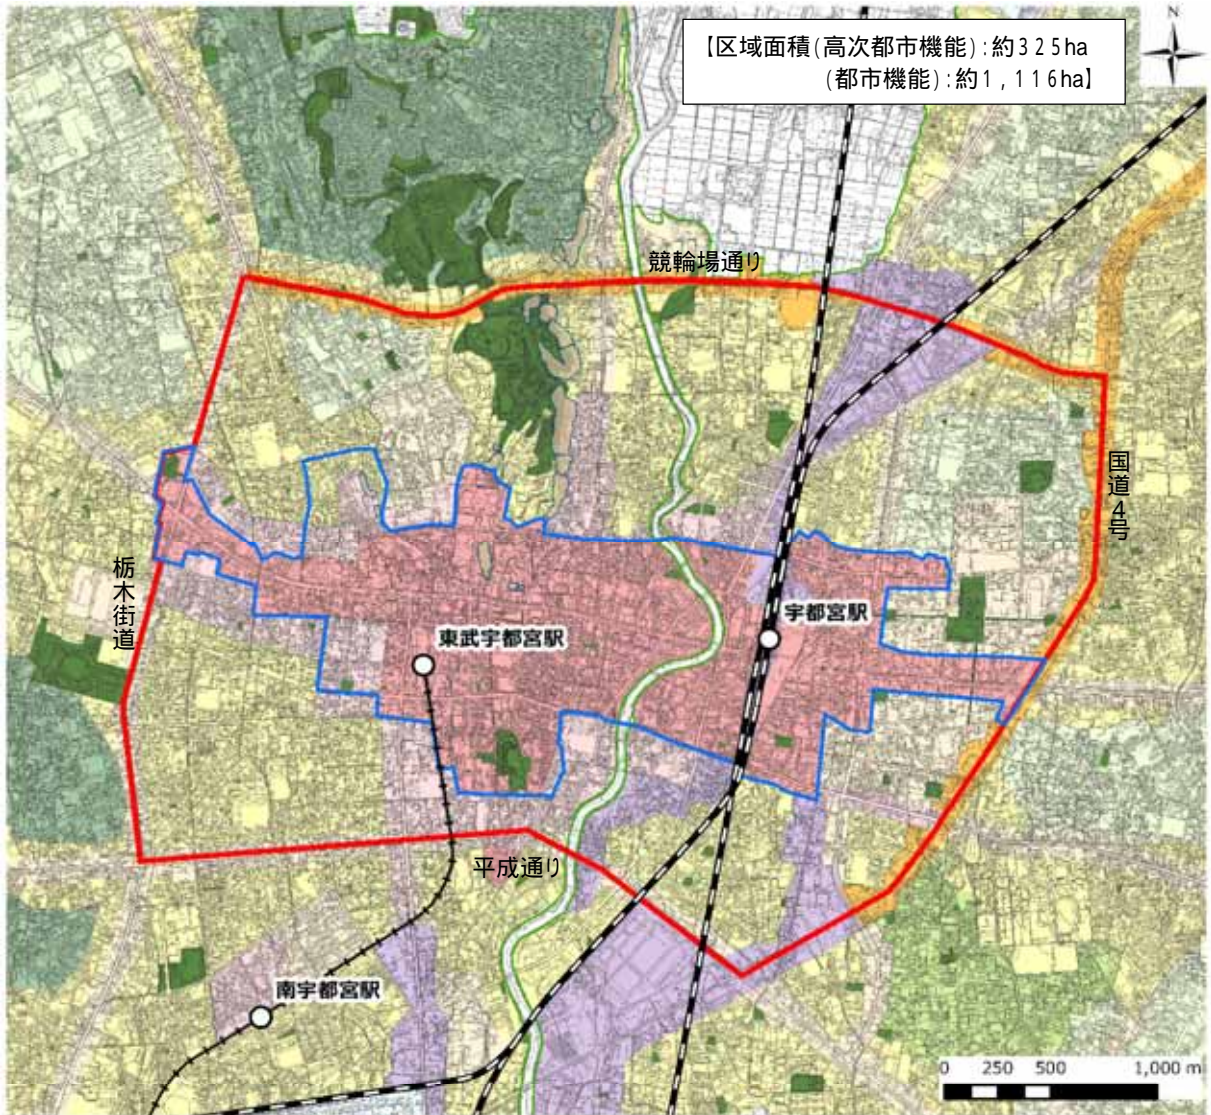 【区域面積(高次都市機能):約325ha
(都市機能):約1,116ha】
N
競輪場通り
国道4号
栃木街道
宇都宮駅
東武宇都宮駅
平成通り
南宇都宮駅
0 250 500 1,000 m